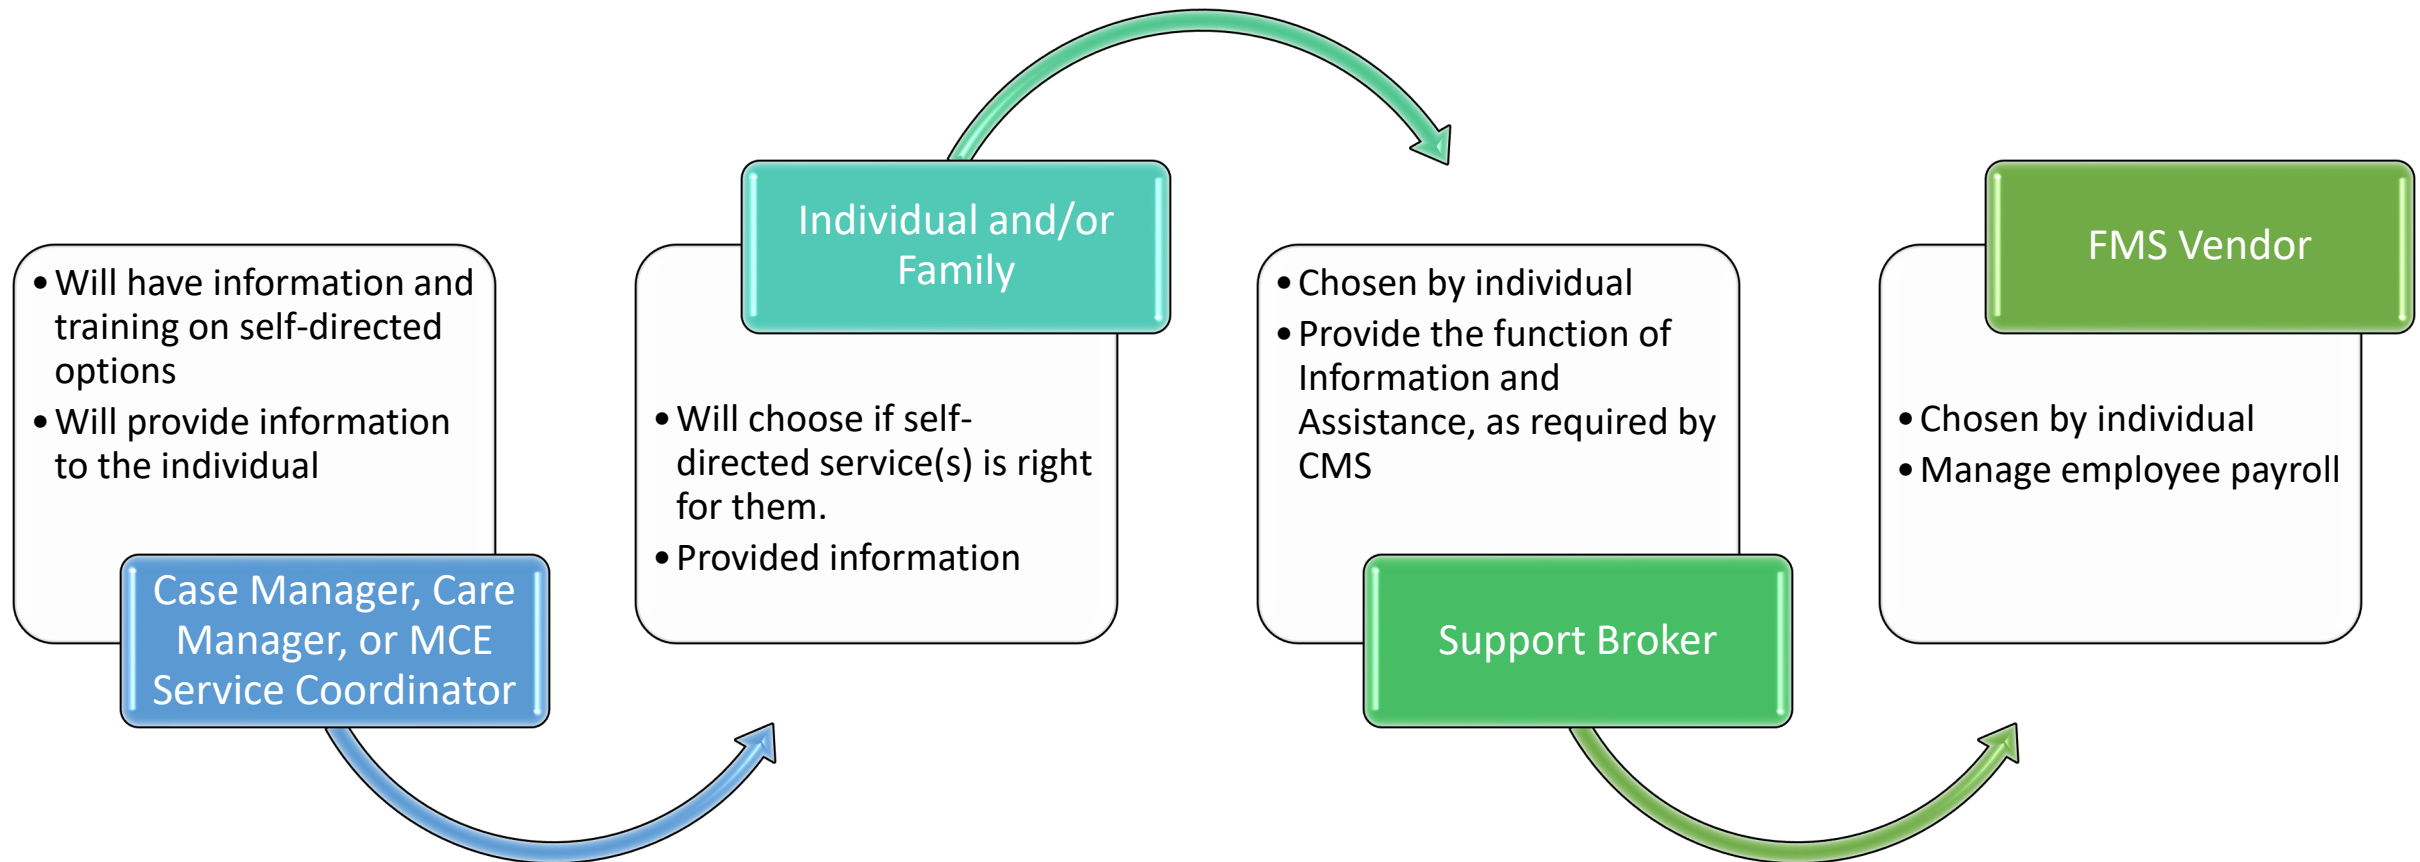 • Will have information and
training on self-directed
options
• Will provide information
to the individual
Case Manager, Care
Manager, or MCE
Service Coordinator
Individual and/or
Family
• Will choose if self-
directed service(s) is right
for them.
• Provided information
• Chosen by individual
• Provide the function of
Information and
Assistance, as required by
CMS
Support Broker
FMS Vendor
• Chosen by individual
• Manage employee payroll